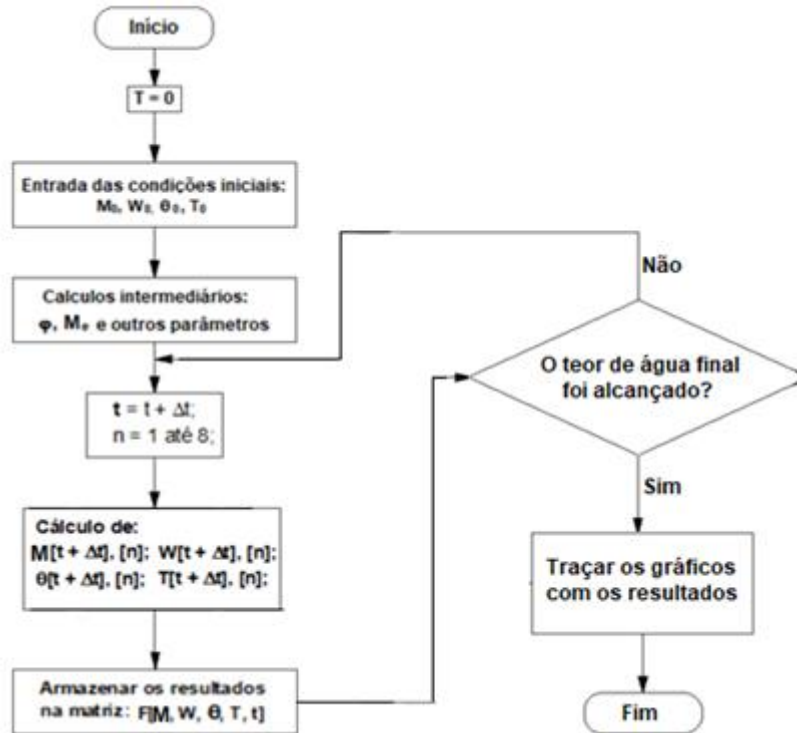 Início
T = 0
Entrada das condições iniciais:
M₀, W₀, θ₀, T₀
Calculos intermediários:
φ, Mₑ e outros parâmetros
t = t + Δt;
n = 1 até 8;
Cálculo de:
M[t + Δt], [n]; W[t + Δt], [n];
θ[t + Δt], [n]; T[t + Δt], [n];
Armazenar os resultados
na matriz: F[M, W, θ, T, t]
Não
O teor de água final
foi alcançado?
Sim
Traçar os gráficos
com os resultados
Fim